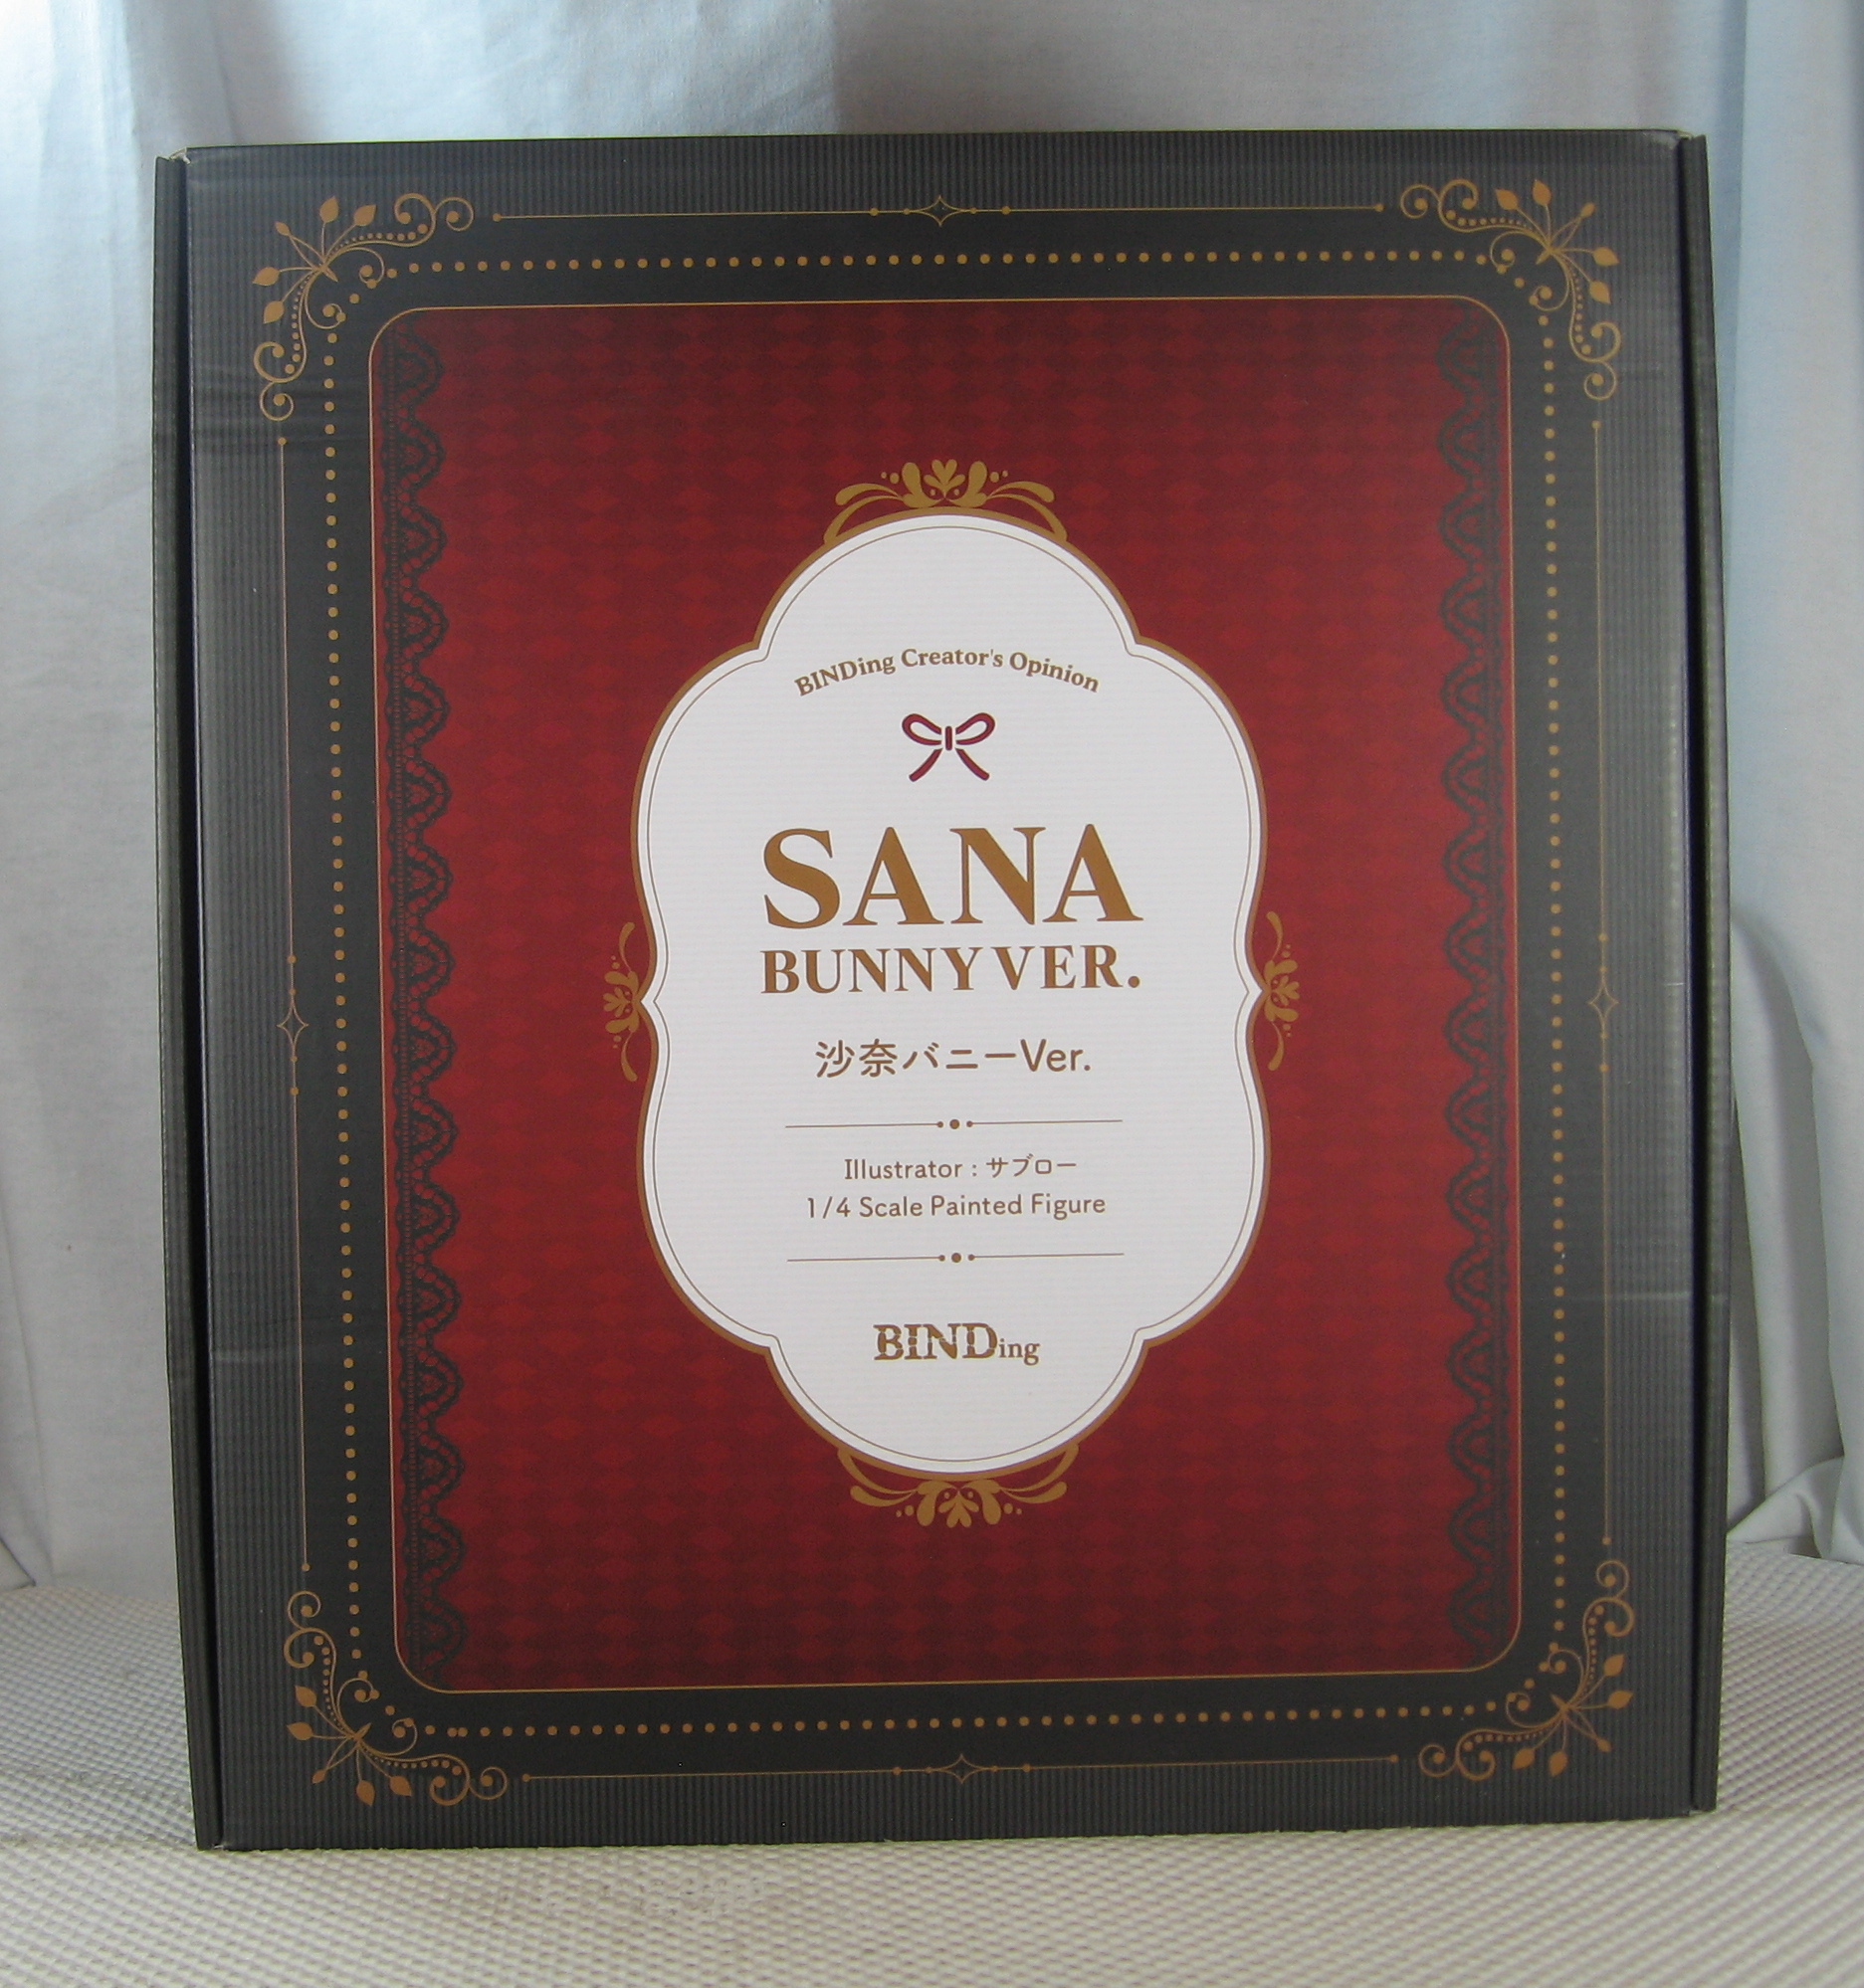 BINDing Creator's Opinion
SANA
BUNNY VER.
沙奈バニーVer.
Illustrator : サブロー
1/4 Scale Painted Figure
BINDing